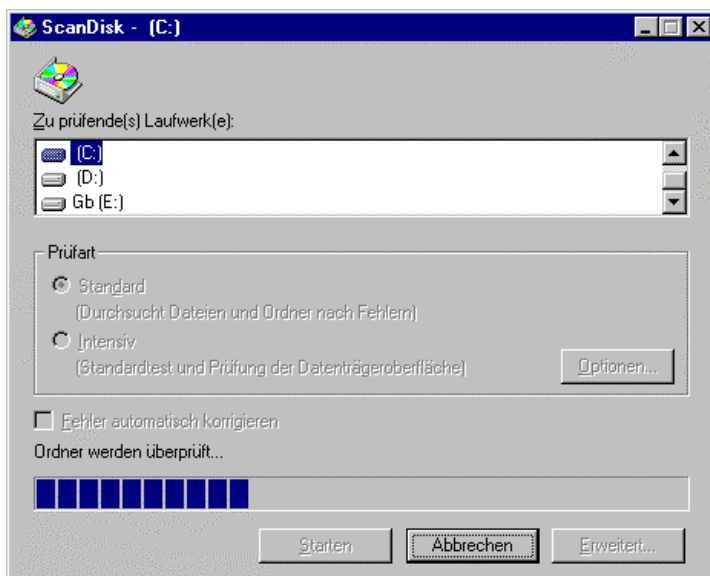 ScanDisk - (C:)
Zu prüfende(s) Laufwerk(e):
(C:)
(D:)
Gb (E:)
Prüfart
Standard
(Durchsucht Dateien und Ordner nach Fehlern)
Intensiv
(Standardtest und Prüfung der Datenträgeroberfläche)
Optionen...
Fehler automatisch korrigieren
Ordner werden überprüft...
Starten Abbrechen Erweitert...